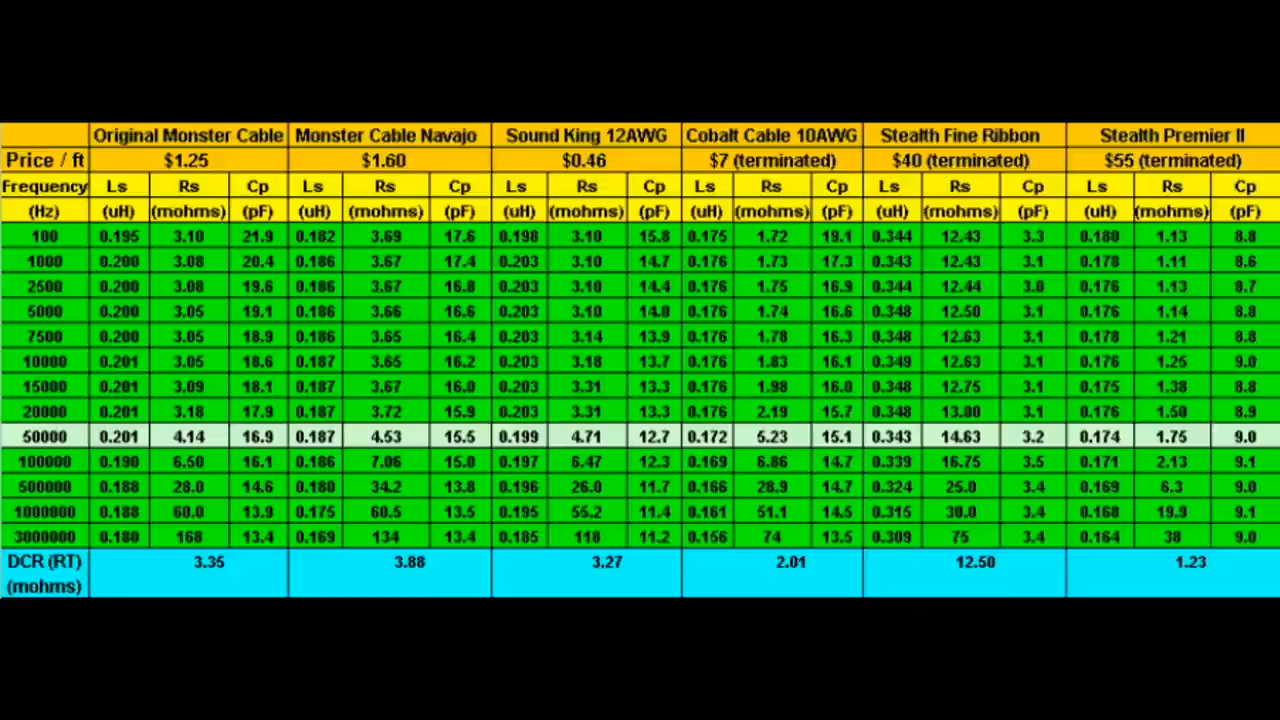 Original Monster Cable Monster Cable Navajo Sound King 12AWG Cobalt Cable 10AWG Stealth Fine Ribbon Stealth Premier II
Price / ft $1.25 $1.60 $0.46 $7 (terminated) $40 (terminated) $55 (terminated)
Frequency Ls Rs Cp Ls Rs Cp Ls Rs Cp Ls Rs Cp Ls Rs Cp Ls Rs Cp
(Hz) (uH) (mohms) (pF) (uH) (mohms) (pF) (uH) (mohms) (pF) (uH) (mohms) (pF) (uH) (mohms) (pF) (uH) (mohms) (pF)
100 0.195 3.10 21.9 0.182 3.69 17.6 0.198 3.10 15.8 0.175 1.72 19.1 0.344 12.43 3.3 0.180 1.13 8.8
1000 0.200 3.08 20.4 0.186 3.67 17.4 0.203 3.10 14.7 0.176 1.73 17.3 0.343 12.43 3.1 0.178 1.11 8.6
2500 0.200 3.08 19.6 0.186 3.67 16.8 0.203 3.10 14.4 0.176 1.75 16.9 0.344 12.44 3.0 0.176 1.13 8.7
5000 0.200 3.05 19.1 0.186 3.66 16.6 0.203 3.10 14.0 0.176 1.74 16.6 0.348 12.50 3.1 0.176 1.14 8.8
7500 0.200 3.05 18.9 0.186 3.65 16.4 0.203 3.14 13.9 0.176 1.78 16.3 0.348 12.63 3.1 0.178 1.21 8.8
10000 0.201 3.05 18.6 0.187 3.65 16.2 0.203 3.18 13.7 0.176 1.83 16.1 0.349 12.63 3.1 0.176 1.25 9.0
15000 0.201 3.09 18.1 0.187 3.67 16.0 0.203 3.31 13.3 0.176 1.98 16.0 0.348 12.75 3.1 0.175 1.38 8.8
20000 0.201 3.18 17.9 0.187 3.72 15.9 0.203 3.31 13.3 0.176 2.19 15.7 0.348 13.00 3.1 0.176 1.50 8.9
50000 0.201 4.14 16.9 0.187 4.53 15.5 0.199 4.71 12.7 0.172 5.23 15.1 0.343 14.63 3.2 0.174 1.75 9.0
100000 0.190 6.50 16.1 0.186 7.06 15.0 0.197 6.47 12.3 0.169 6.86 14.7 0.339 16.75 3.5 0.171 2.13 9.1
500000 0.188 28.0 14.6 0.180 34.2 13.8 0.196 26.0 11.7 0.166 28.9 14.7 0.324 25.0 3.4 0.169 6.3 9.0
1000000 0.188 60.0 13.9 0.175 60.5 13.5 0.195 55.2 11.4 0.161 51.1 14.5 0.315 30.0 3.4 0.168 19.9 9.1
3000000 0.180 168 13.4 0.169 134 13.4 0.185 118 11.2 0.156 74 13.5 0.309 75 3.4 0.164 38 9.0
DCR (RT) 3.35 3.88 3.27 2.01 12.50 1.23
(mohms)